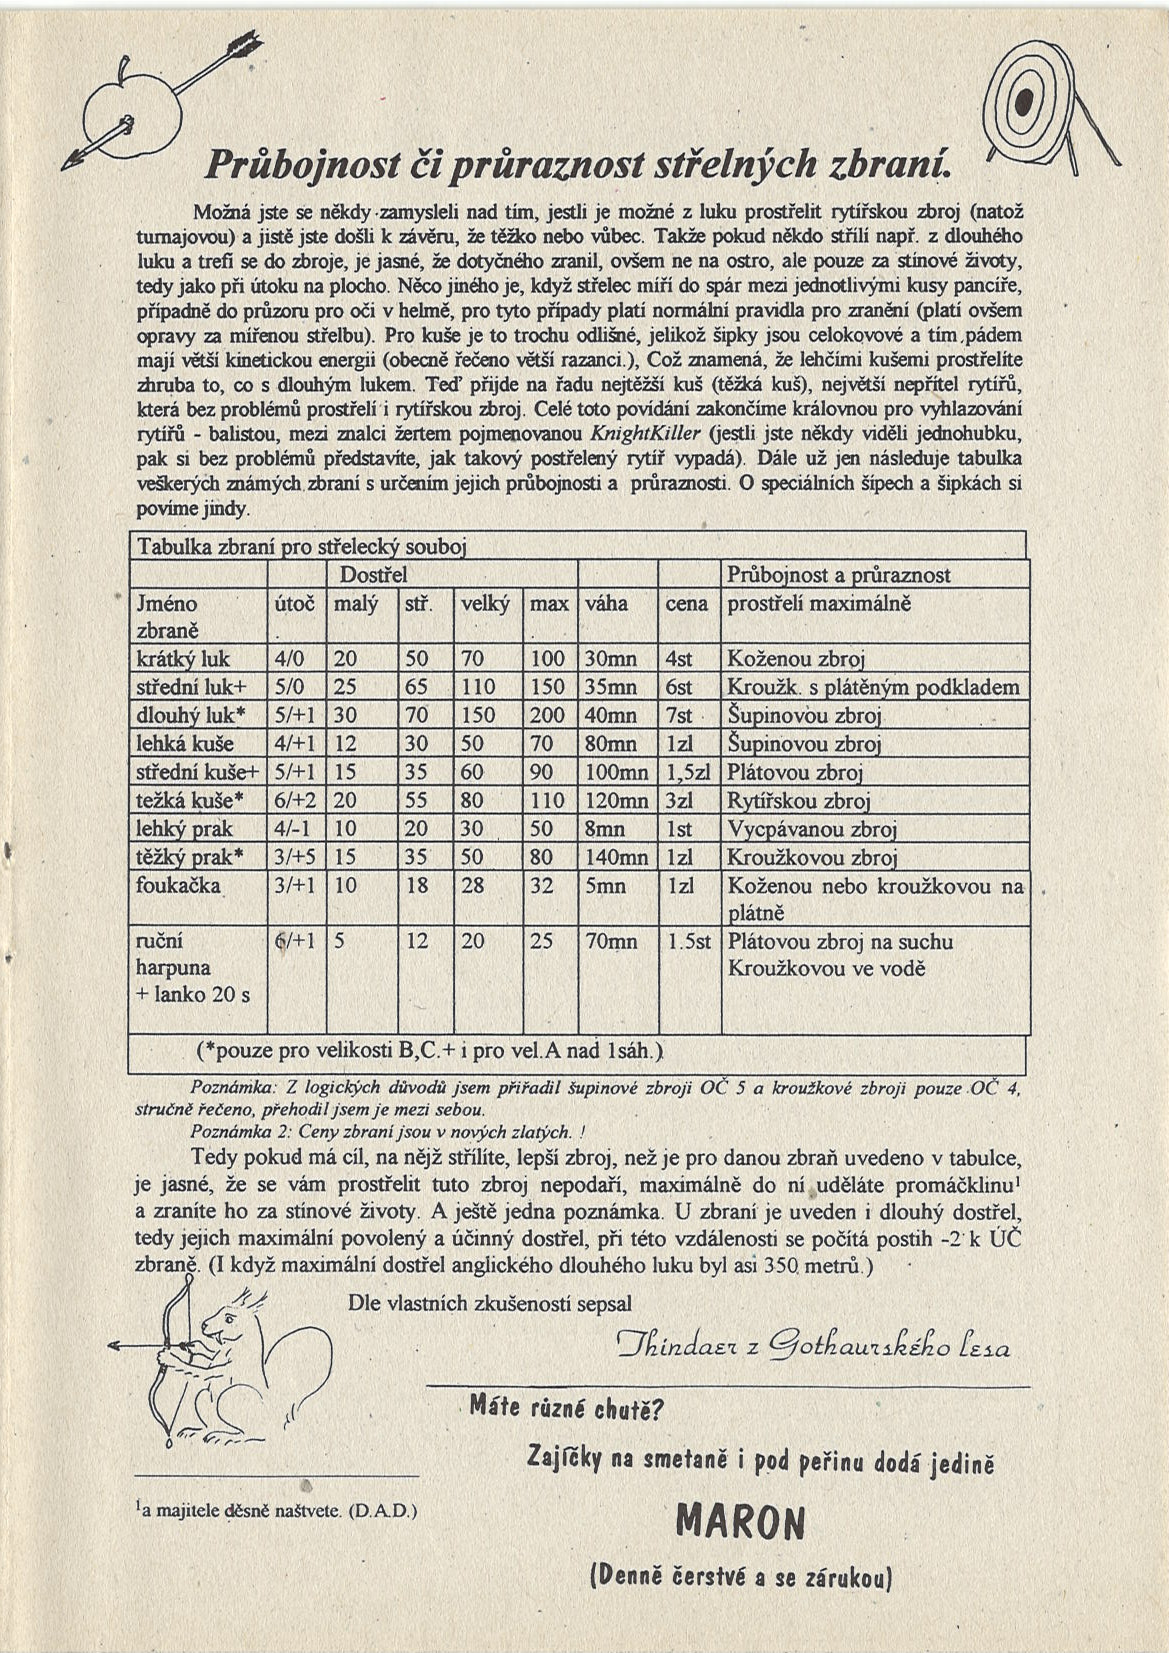 Průbojnost či průraznost střelných zbraní.
Možná jste se někdy zamysleli nad tím, jestli je možné z luku prostřelit rytířskou zbroj (natož
turnajovou) a jistě jste došli k závěru, že těžko nebo vůbec. Takže pokud někdo střílí např. z dlouhého
luku a trefí se do zbroje, je jasné, že dotyčného zranil, ovšem ne na ostro, ale pouze za stínové životy,
tedy jako při útoku na plocho. Něco jiného je, když střelec míří do spár mezi jednotlivými kusy pancíře,
případně do průzoru pro oči v helmě, pro tyto případy platí normální pravidla pro zranění (platí ovšem
opravy za mířenou střelbu). Pro kuše je to trochu odlišné, jelikož šipky jsou celokovové a tím pádem
mají větší kinetickou energii (obecně řečeno větší razanci.), Což znamená, že lehčími kušemi prostřelíte
zhruba to, co s dlouhým lukem. Teď přijde na řadu nejtěžší kuš (těžká kuš), největší nepřítel rytířů,
která bez problémů prostřelí i rytířskou zbroj. Celé toto povídání zakončíme královnou pro vyhlazování
rytířů - balistou, mezi znalci žertem pojmenovanou KnightKiller (jestli jste někdy viděli jednohubku,
pak si bez problémů představíte, jak takový postřelený rytíř vypadá). Dále už jen následuje tabulka
veškerých známých zbraní s určením jejich průbojnosti a průraznosti. O speciálních šípech a šipkách si
povíme jindy.
Tabulka zbraní pro střelecký souboj
Dostřel Průbojnost a průraznost
Jméno zbraně útoč. malý stř. velký max váha cena prostřelí maximálně
krátký luk 4/0 20 50 70 100 30mn 4st Koženou zbroj
střední luk+ 5/0 25 65 110 150 35mn 6st Kroužk. s plátěným podkladem
dlouhý luk* 5/+1 30 70 150 200 40mn 7st Šupinovou zbroj
lehká kuše 4/+1 12 30 50 70 80mn 1zl Šupinovou zbroj
střední kuše+ 5/+1 15 35 60 90 100mn 1,5zl Plátovou zbroj
težká kuše* 6/+2 20 55 80 110 120mn 3zl Rytířskou zbroj
lehký prak 4/-1 10 20 30 50 8mn 1st Vycpávanou zbroj
těžký prak* 3/+5 15 35 50 80 140mn 1zl Kroužkovou zbroj
foukačka 3/+1 10 18 28 32 5mn 1zl Koženou nebo kroužkovou na
plátně
ruční 6/+1 5 12 20 25 70mn 1.5st Plátovou zbroj na suchu
harpuna Kroužkovou ve vodě
+ lanko 20 s
(*pouze pro velikosti B,C.+ i pro vel.A nad 1sáh.)
Poznámka: Z logických důvodů jsem přiřadil šupinové zbroji OČ 5 a kroužkové zbroji pouze OČ 4,
stručně řečeno, přehodil jsem je mezi sebou.
Poznámka 2: Ceny zbraní jsou v nových zlatých. !
Tedy pokud má cíl, na nějž střílíte, lepší zbroj, než je pro danou zbraň uvedeno v tabulce,
je jasné, že se vám prostřelit tuto zbroj nepodaří, maximálně do ní uděláte promáčklinu¹
a zraníte ho za stínové životy. A ještě jedna poznámka. U zbraní je uveden i dlouhý dostřel,
tedy jejich maximální povolený a účinný dostřel, při této vzdálenosti se počítá postih -2 k ÚČ
zbraně. (I když maximální dostřel anglického dlouhého luku byl asi 350 metrů.)
Dle vlastních zkušeností sepsal
Thindaer z Gothaurského lesa
Máte různé chutě?
Zajíčky na smetaně i pod peřinu dodá jedině
MARON
(Denně čerstvé a se zárukou)
¹a majitele děsně naštvete. (D.A.D.)